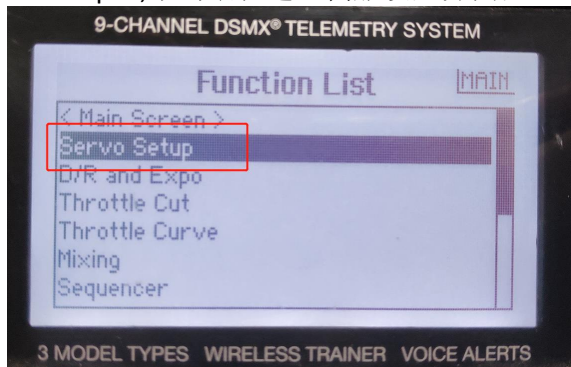 9-CHANNEL DSMX® TELEMETRY SYSTEM
Function List
MAIN
< Main Screen >
Servo Setup
D/R and Expo
Throttle Cut
Throttle Curve
Mixing
Sequencer
3 MODEL TYPES WIRELESS TRAINER VOICE ALERTS